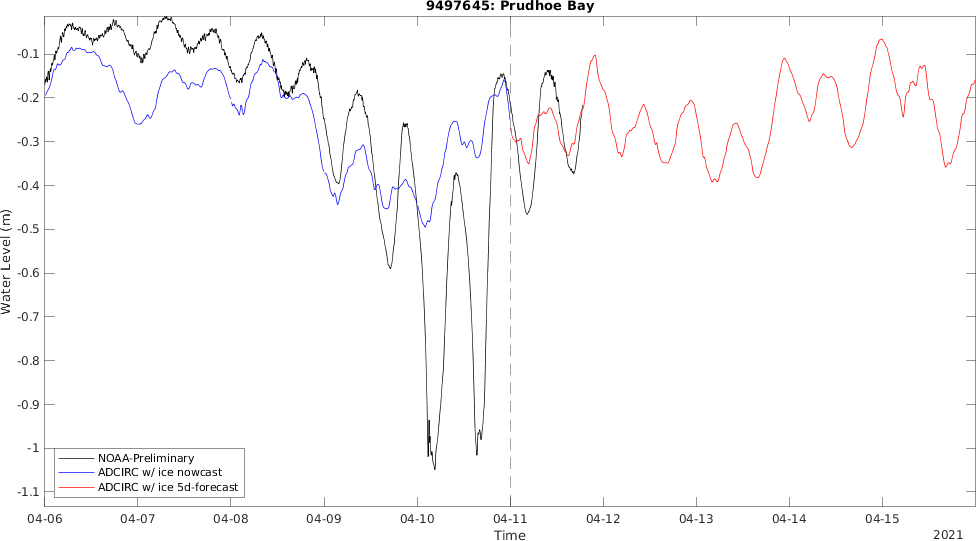 9497645: Prudhoe Bay
-0.1
-0.2
-0.3
-0.4
-0.5
-0.6
-0.7
-0.8
-0.9
-1
-1.1
Water Level (m)
NOAA-Preliminary
ADCIRC w/ ice nowcast
ADCIRC w/ ice 5d-forecast
04-06 04-07 04-08 04-09 04-10 04-11 04-12 04-13 04-14 04-15
Time
2021